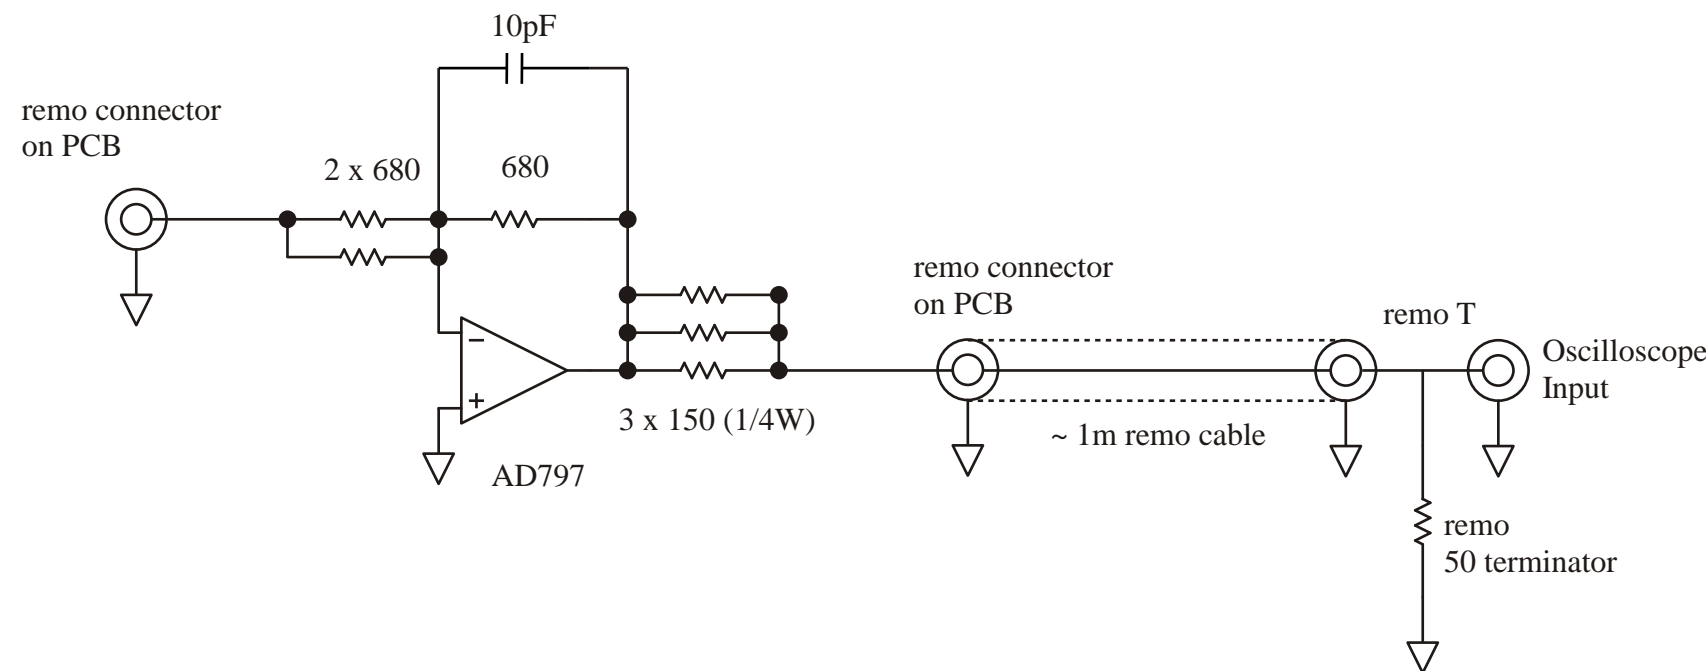 10pF
remo connector
on PCB
2 x 680
680
remo connector
on PCB
remo T
Oscilloscope
Input
3 x 150 (1/4W)
~ 1m remo cable
AD797
remo
50 terminator